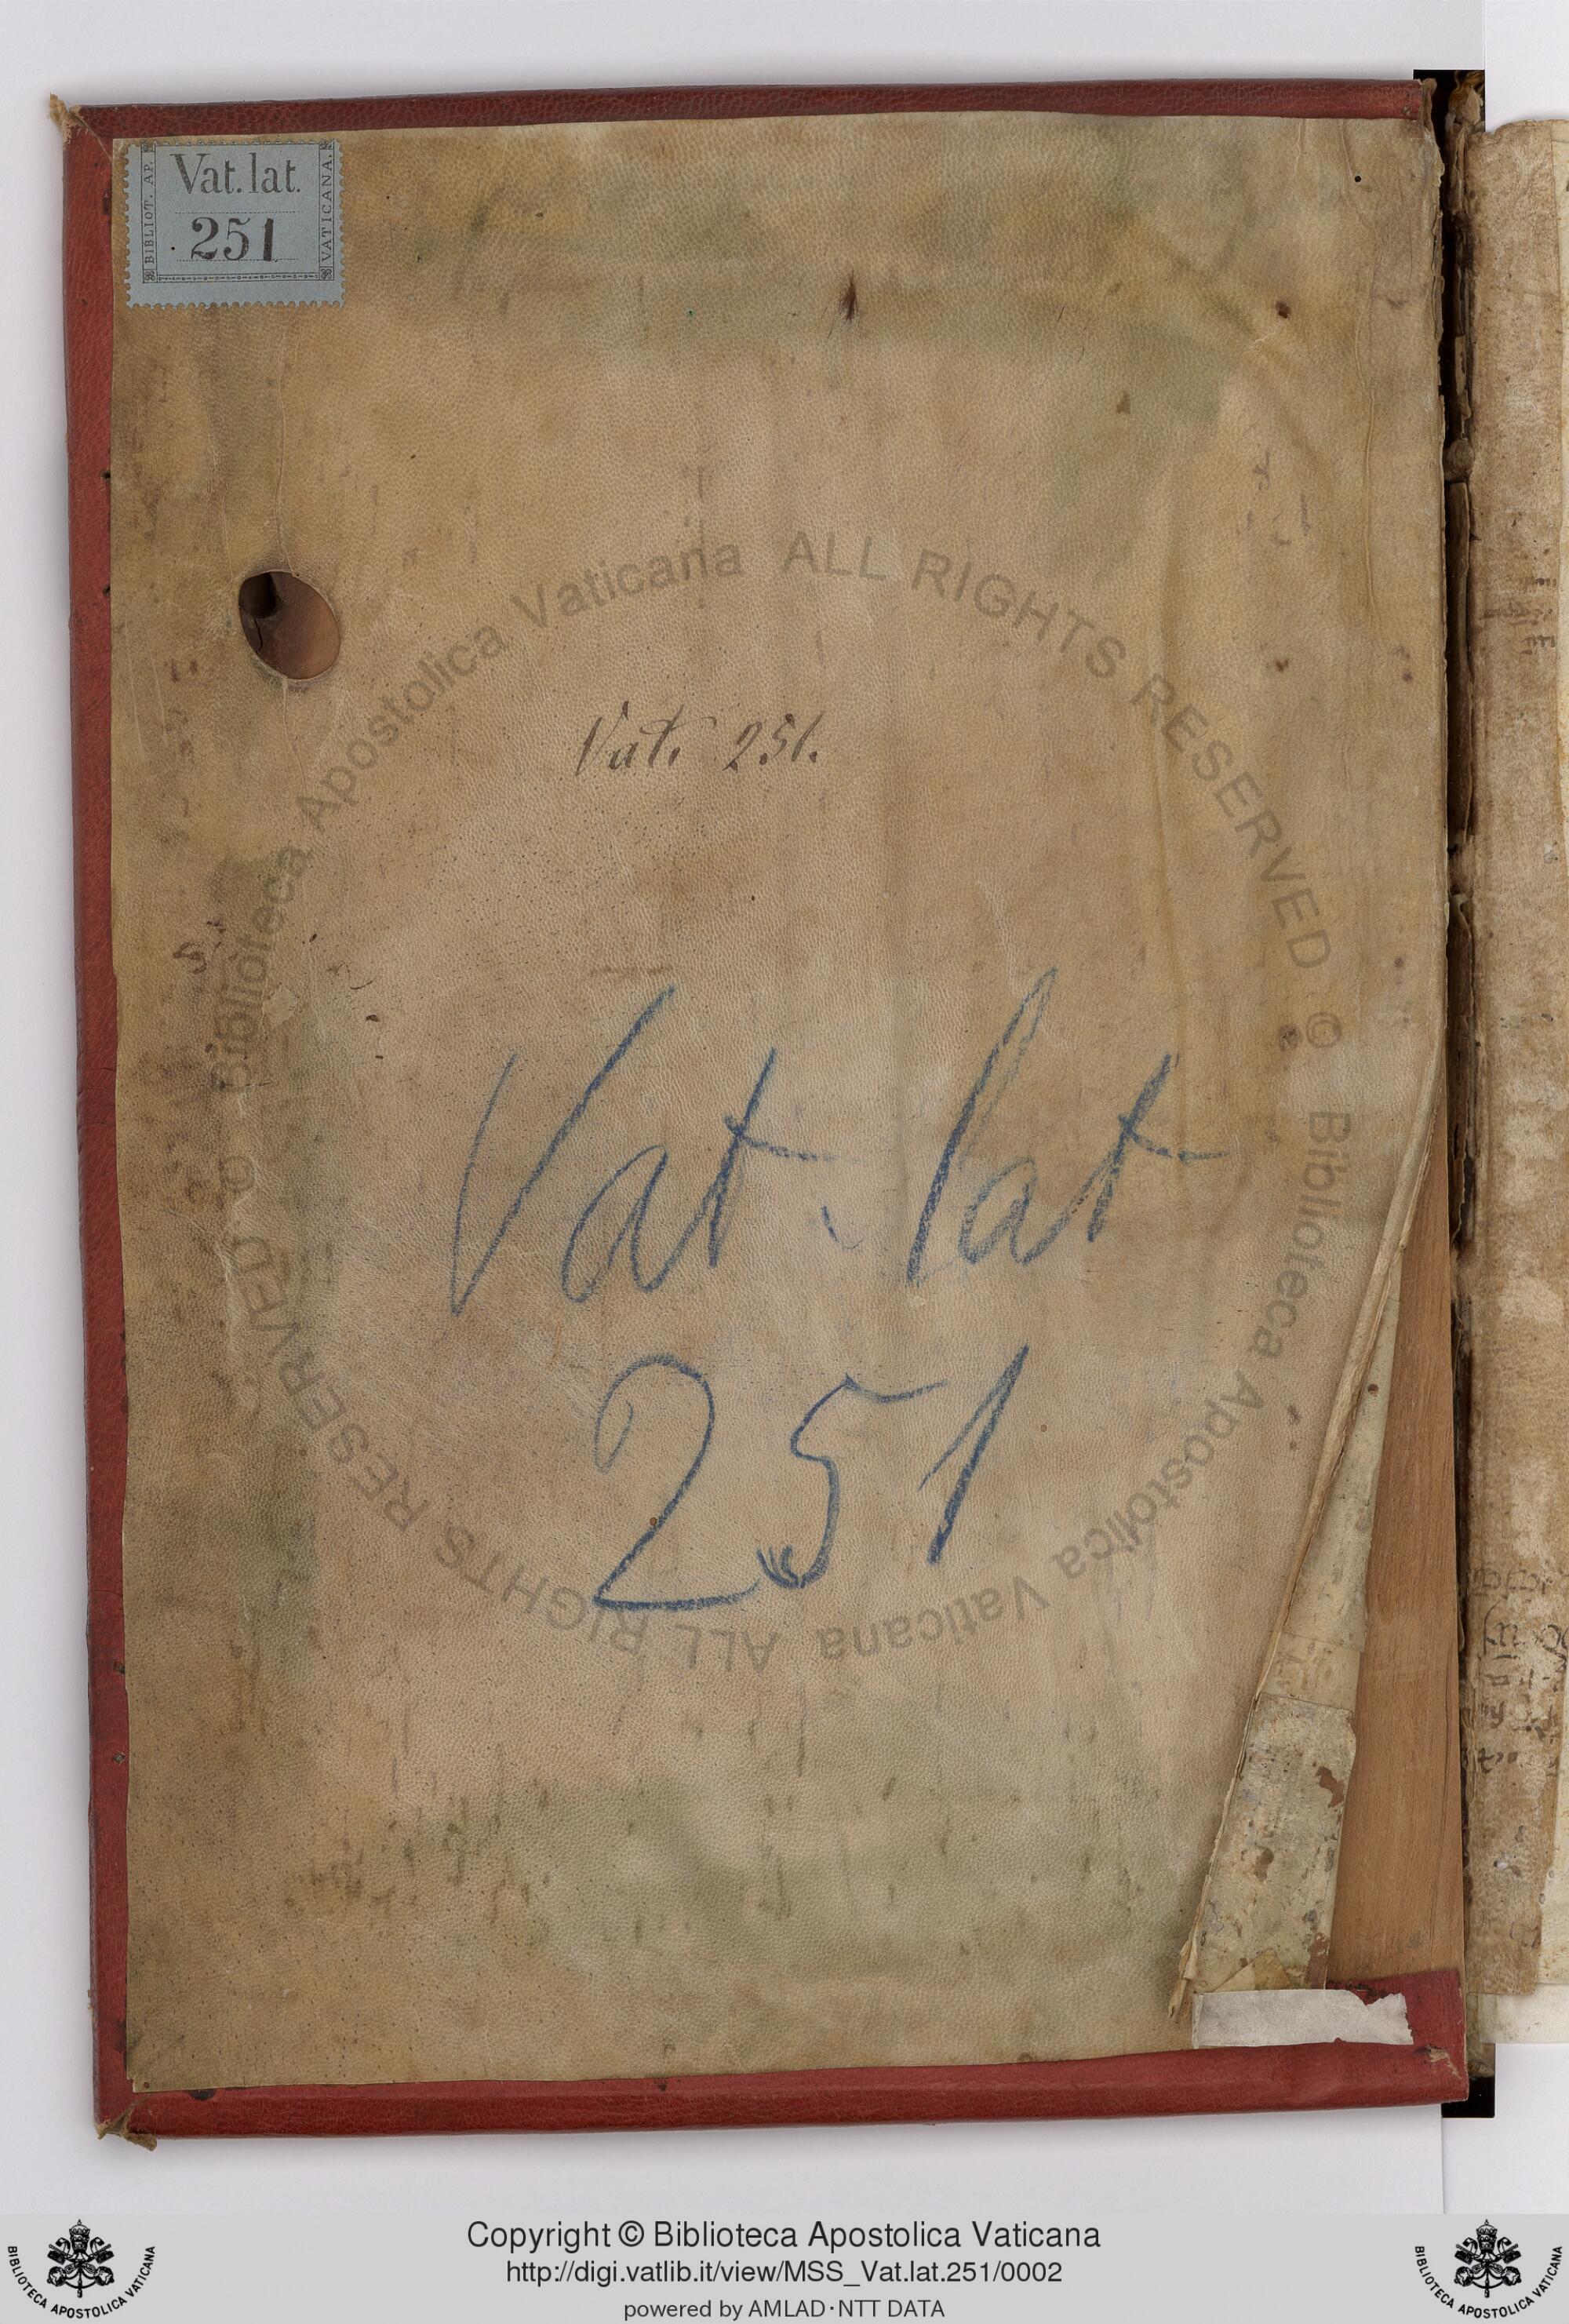 Vat. lat.
251
BIBLIOT. AP.
VATICANA.
Vat. 251.
Vat. lat
251
© Biblioteca Apostolica Vaticana ALL RIGHTS RESERVED © Biblioteca Apostolica Vaticana ALL RIGHTS RESERVED
Copyright © Biblioteca Apostolica Vaticana
http://digi.vatlib.it/view/MSS_Vat.lat.251/0002
powered by AMLAD·NTT DATA
BIBLIOTECA APOSTOLICA VATICANA
BIBLIOTECA APOSTOLICA VATICANA